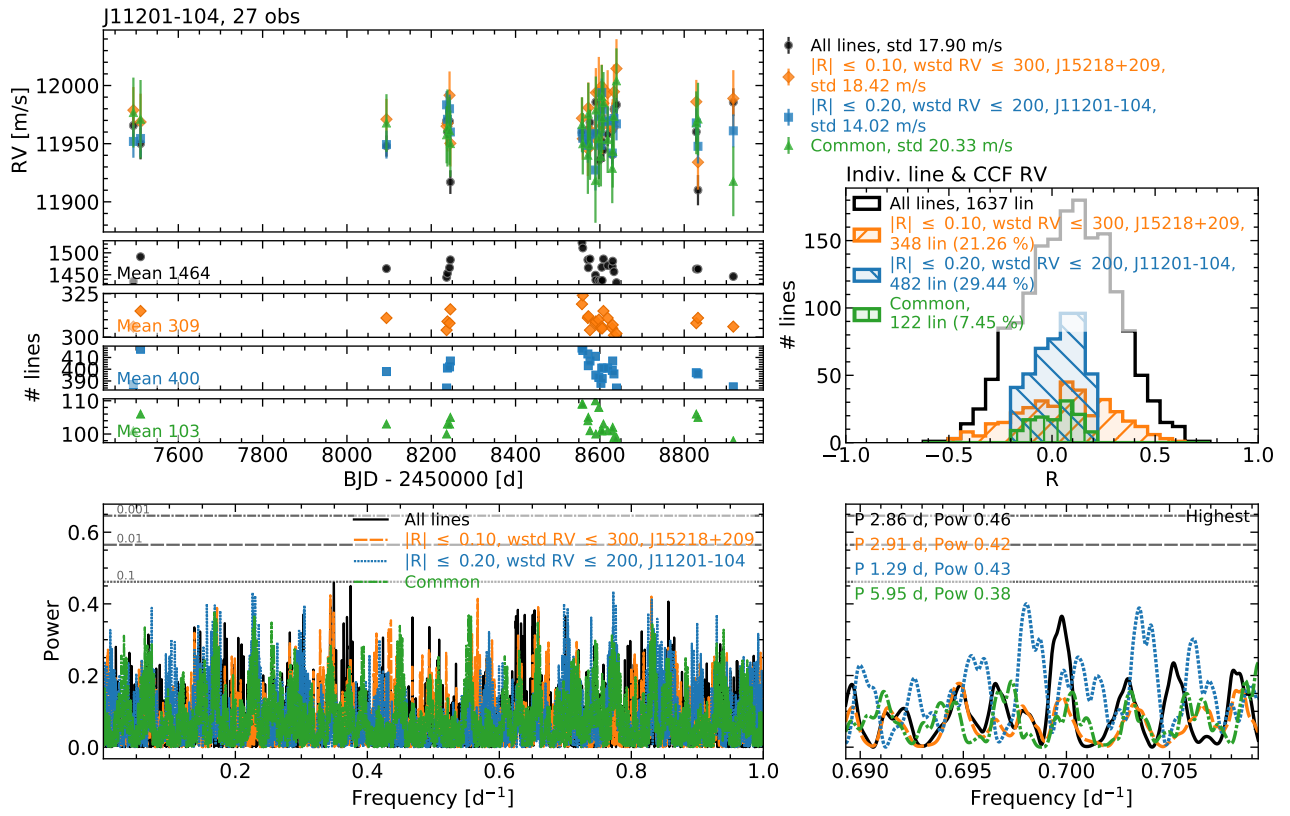 J11201-104, 27 obs
RV [m/s]
12000
11950
11900
All lines, std 17.90 m/s
|R| ≤ 0.10, wstd RV ≤ 300, J15218+209,
std 18.42 m/s
|R| ≤ 0.20, wstd RV ≤ 200, J11201-104,
std 14.02 m/s
Common, std 20.33 m/s
# lines
1500
1450
Mean 1464
325
300
Mean 309
410
400
390
Mean 400
110
100
Mean 103
7600
7800
8000
8200
8400
8600
8800
BJD - 2450000 [d]
Indiv. line & CCF RV
All lines, 1637 lin
|R| ≤ 0.10, wstd RV ≤ 300, J15218+209,
348 lin (21.26 %)
|R| ≤ 0.20, wstd RV ≤ 200, J11201-104,
482 lin (29.44 %)
Common,
122 lin (7.45 %)
# lines
150
100
50
0
−1.0
−0.5
0.0
0.5
1.0
R
Power
0.6
0.4
0.2
0.0
0.001
0.01
0.1
All lines
|R| ≤ 0.10, wstd RV ≤ 300, J15218+209
|R| ≤ 0.20, wstd RV ≤ 200, J11201-104
Common
0.2
0.4
0.6
0.8
1.0
Frequency [d⁻¹]
Highest
P 2.86 d, Pow 0.46
P 2.91 d, Pow 0.42
P 1.29 d, Pow 0.43
P 5.95 d, Pow 0.38
0.690
0.695
0.700
0.705
Frequency [d⁻¹]